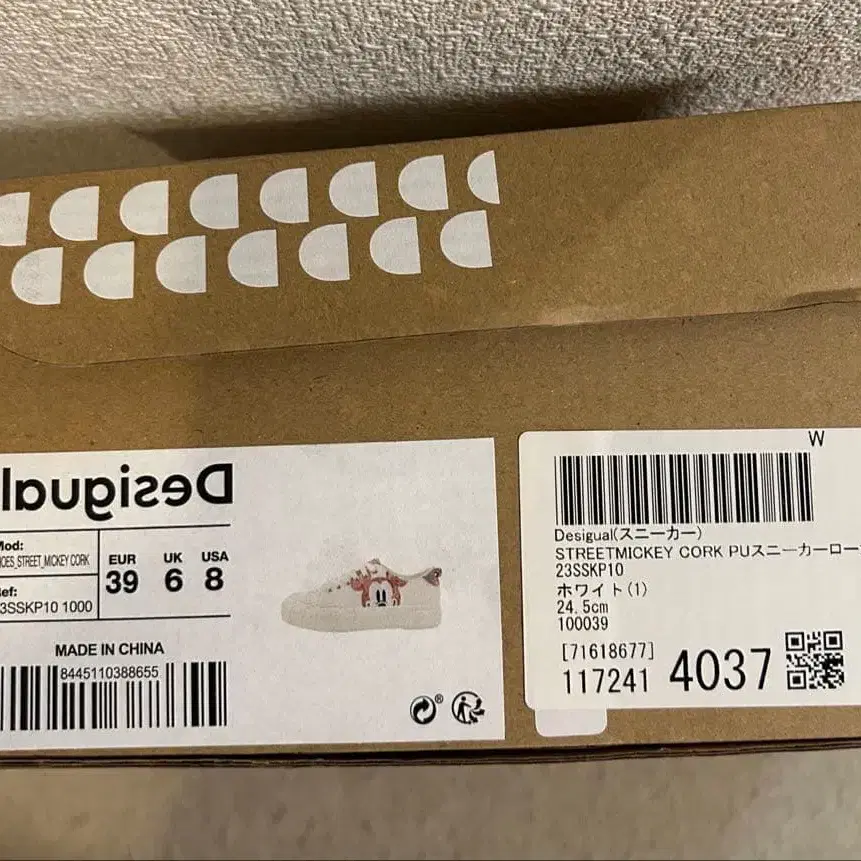 Desigual
Mod:
HOES_STREET_MICKEY CORK
Ref:
3SSKP10 1000
EUR UK USA
39 6 8
MADE IN CHINA
8445110388655
®
W
Desigual(スニーカー)
STREETMICKEY CORK PUスニーカーロー
23SSKP10
ホワイト(1)
24.5cm
100039
[71618677]
117241 4037